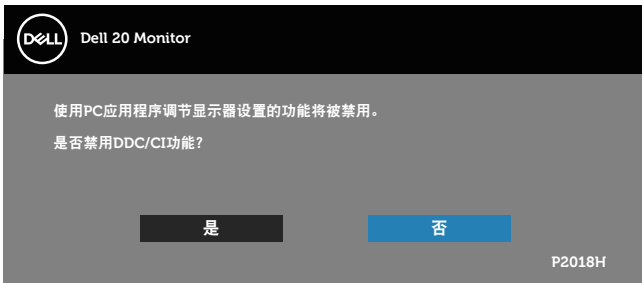 DELL
Dell 20 Monitor
使用PC应用程序调节显示器设置的功能将被禁用。
是否禁用DDC/CI功能?
是
否
P2018H